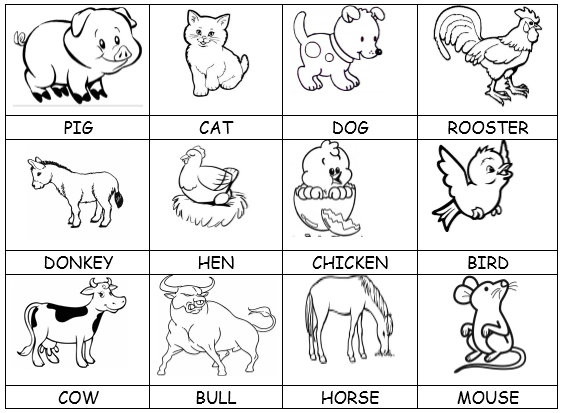 PIG CAT DOG ROOSTER
DONKEY HEN CHICKEN BIRD
COW BULL HORSE MOUSE